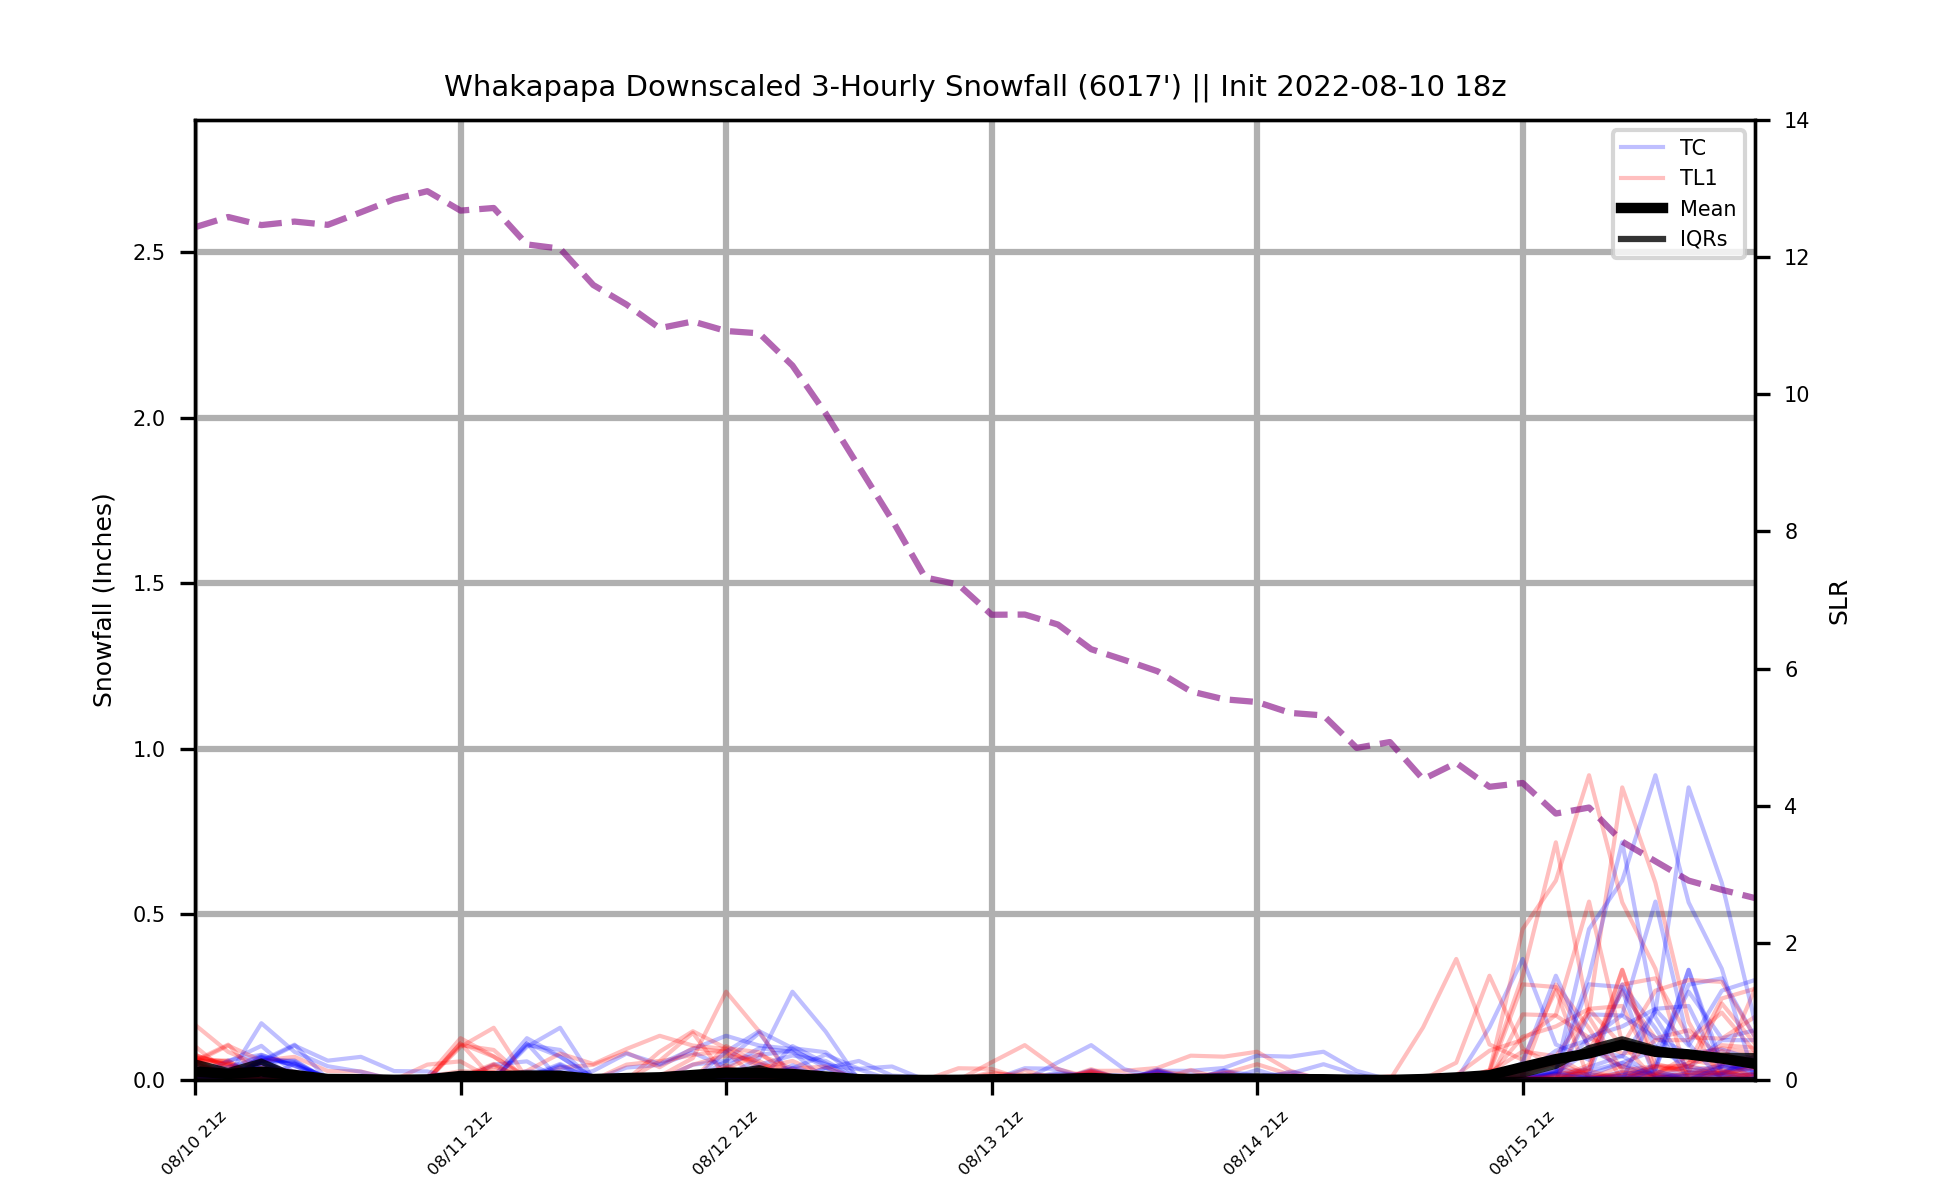 Whakapapa Downscaled 3-Hourly Snowfall (6017') || Init 2022-08-10 18z
TC
TL1
Mean
IQRs
Snowfall (Inches)
2.5
2.0
1.5
1.0
0.5
0.0
14
12
10
8
6
4
2
0
SLR
08/10 21z
08/11 21z
08/12 21z
08/13 21z
08/14 21z
08/15 21z